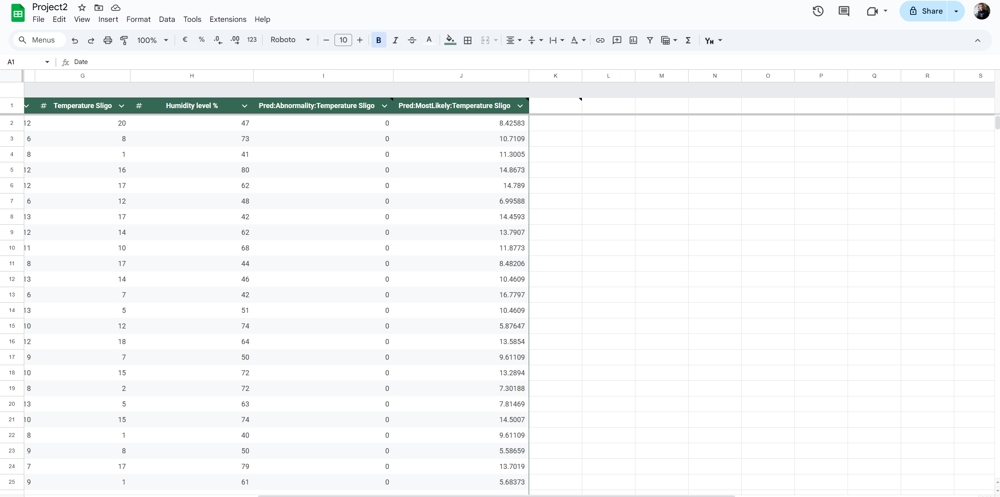 Project2
File Edit View Insert Format Data Tools Extensions Help
Share
Menus 100% € % .0 .00 123 Roboto 10 B I A Σ
A1 fx Date
G H I J K L M N O P Q R S
1 # Temperature Sligo # Humidity level % Pred:Abnormality:Temperature Sligo Pred:MostLikely:Temperature Sligo
2 12 20 47 0 8.42583
3 6 8 73 0 10.7109
4 8 1 41 0 11.3005
5 12 16 80 0 14.8673
6 12 17 62 0 14.789
7 6 12 48 0 6.99588
8 13 17 42 0 14.4593
9 12 14 62 0 13.7907
10 11 10 68 0 11.8773
11 8 17 44 0 8.48206
12 13 14 46 0 10.4609
13 6 7 42 0 16.7797
14 13 5 51 0 10.4609
15 10 12 74 0 5.87647
16 12 18 64 0 13.5854
17 9 7 50 0 9.61109
18 10 15 72 0 13.2894
19 8 2 72 0 7.30188
20 13 5 63 0 7.81469
21 10 15 74 0 14.5007
22 8 1 40 0 9.61109
23 9 8 50 0 5.58659
24 7 17 79 0 13.7019
25 9 1 61 0 5.68373